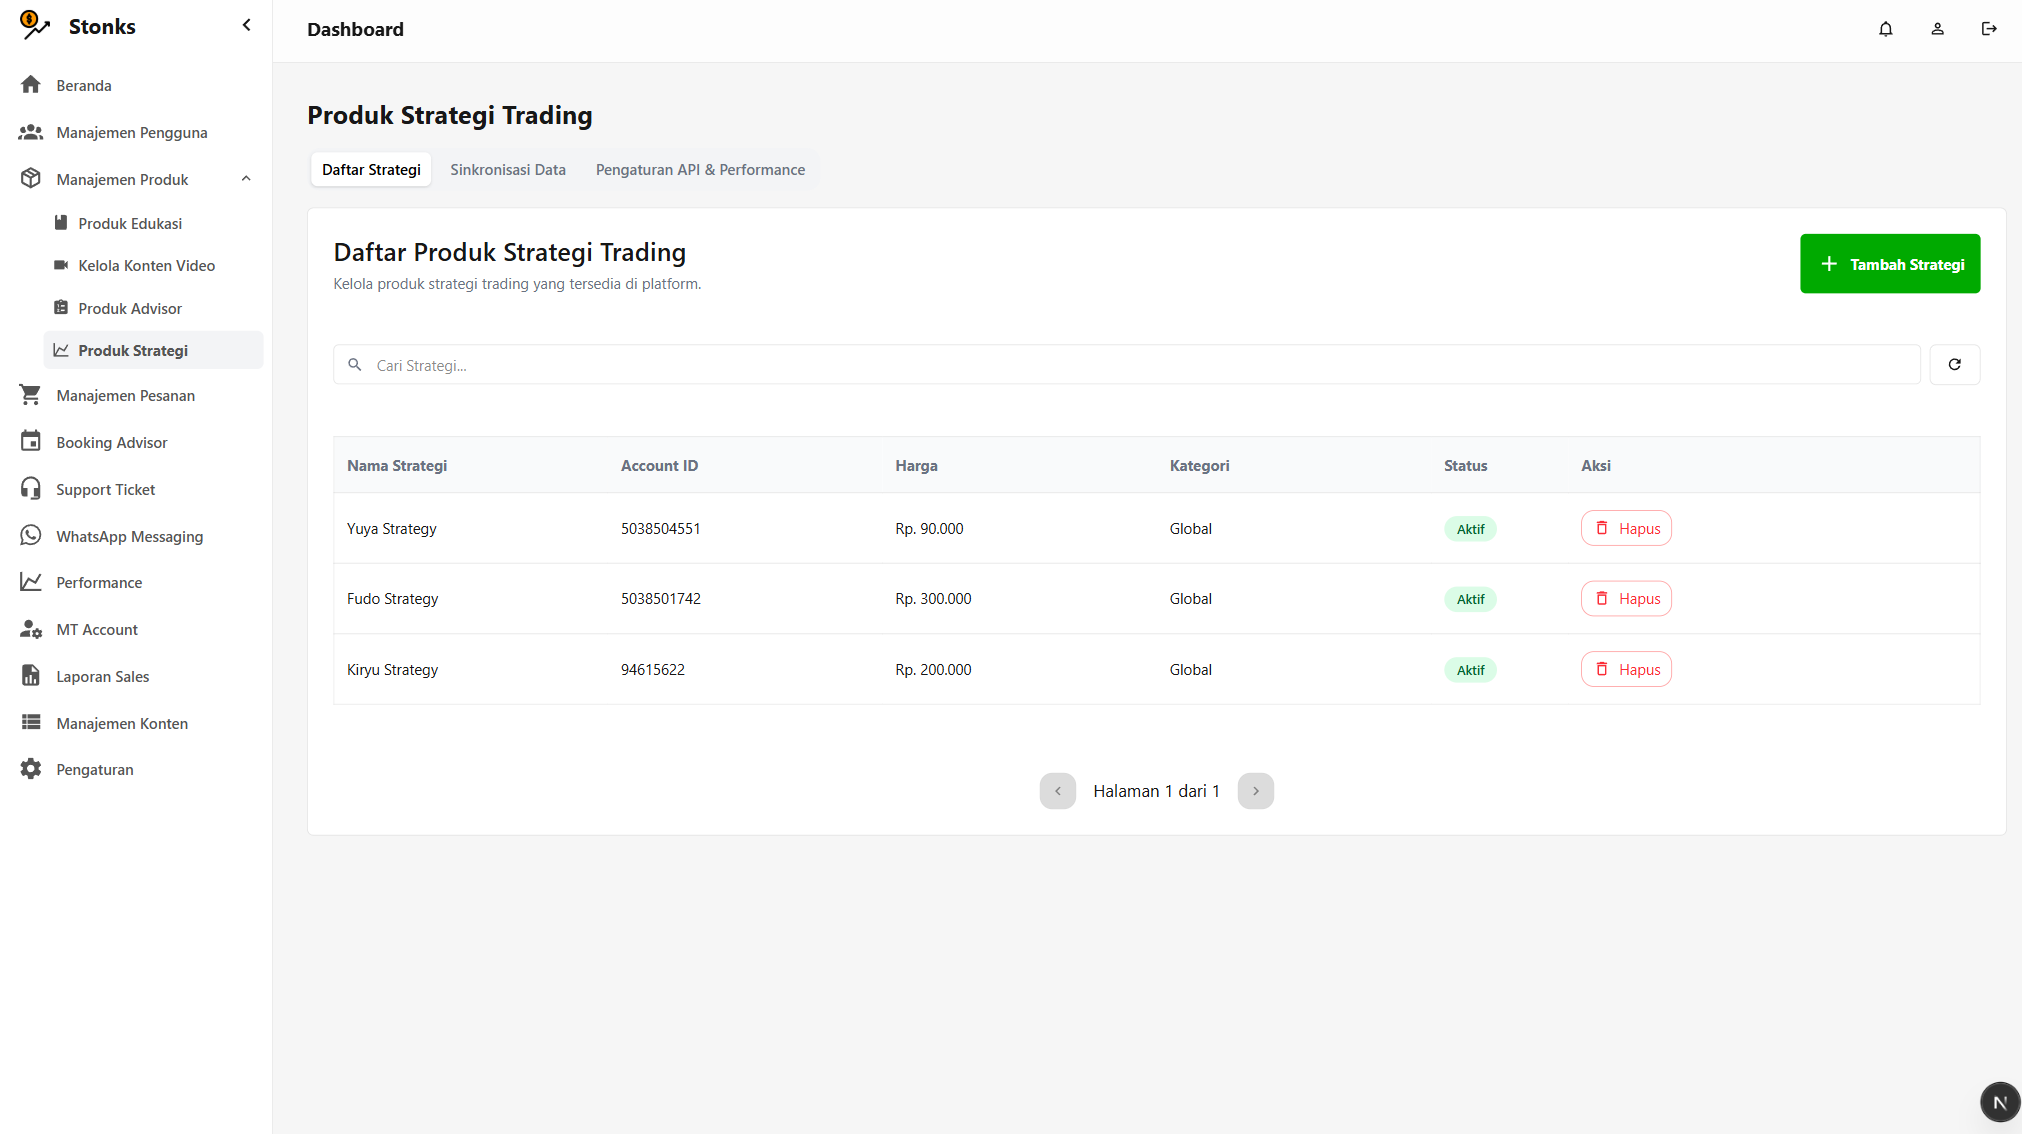 Stonks
Beranda
Manajemen Pengguna
Manajemen Produk
Produk Edukasi
Kelola Konten Video
Produk Advisor
Produk Strategi
Manajemen Pesanan
Booking Advisor
Support Ticket
WhatsApp Messaging
Performance
MT Account
Laporan Sales
Manajemen Konten
Pengaturan
Dashboard
Produk Strategi Trading
Daftar Strategi Sinkronisasi Data Pengaturan API & Performance
Daftar Produk Strategi Trading
Kelola produk strategi trading yang tersedia di platform.
Tambah Strategi
Cari Strategi...
Nama Strategi Account ID Harga Kategori Status Aksi
Yuya Strategy 5038504551 Rp. 90.000 Global Aktif Hapus
Fudo Strategy 5038501742 Rp. 300.000 Global Aktif Hapus
Kiryu Strategy 94615622 Rp. 200.000 Global Aktif Hapus
Halaman 1 dari 1
N